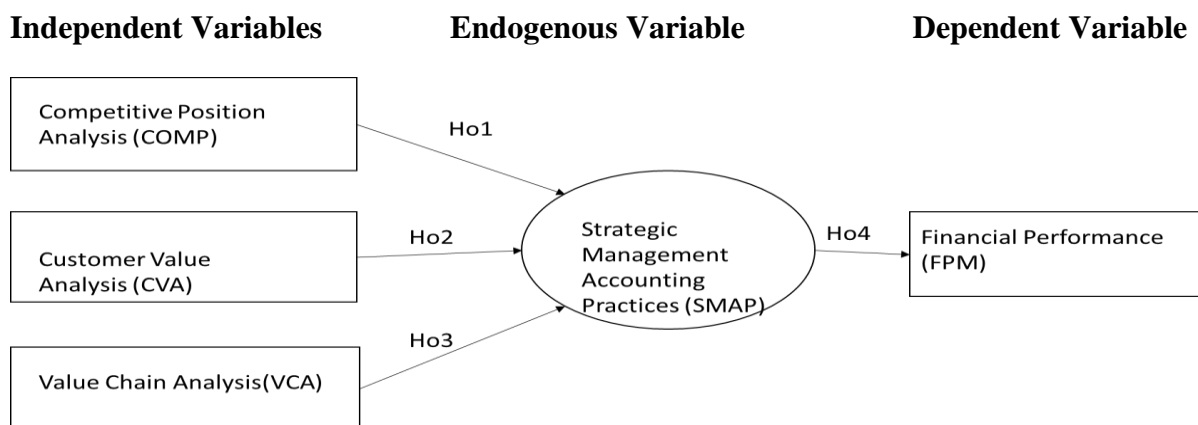 Independent Variables Endogenous Variable Dependent Variable
Competitive Position
Analysis (COMP)
Ho1
Customer Value
Analysis (CVA)
Ho2
Value Chain Analysis(VCA)
Ho3
Strategic
Management
Accounting
Practices (SMAP)
Ho4
Financial Performance
(FPM)